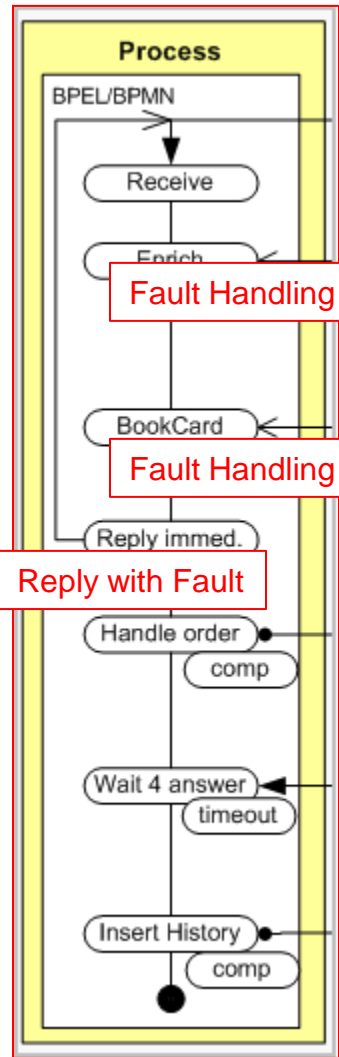 Process
BPEL/BPMN
Receive
Enrich
Fault Handling
BookCard
Fault Handling
Reply immed.
Reply with Fault
Handle order
comp
Wait 4 answer
timeout
Insert History
comp